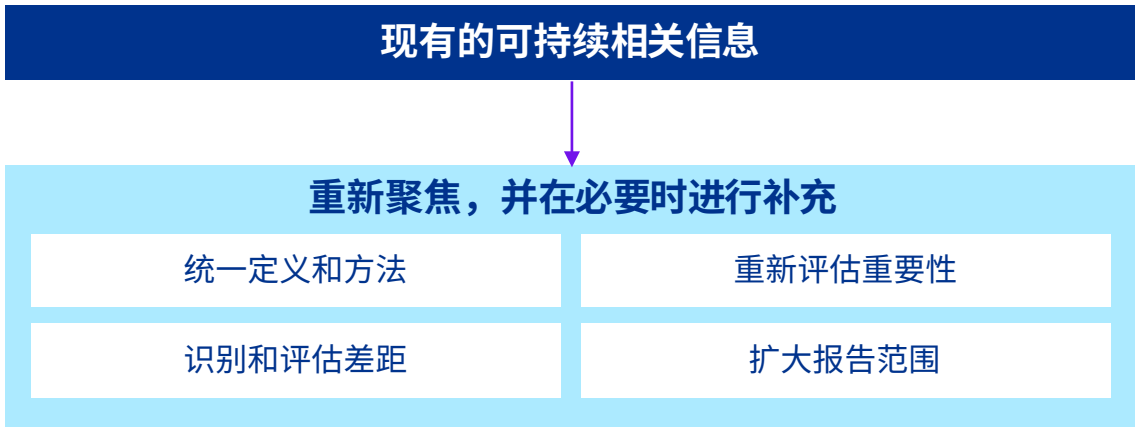 现有的可持续相关信息
重新聚焦，并在必要时进行补充
统一定义和方法
重新评估重要性
识别和评估差距
扩大报告范围